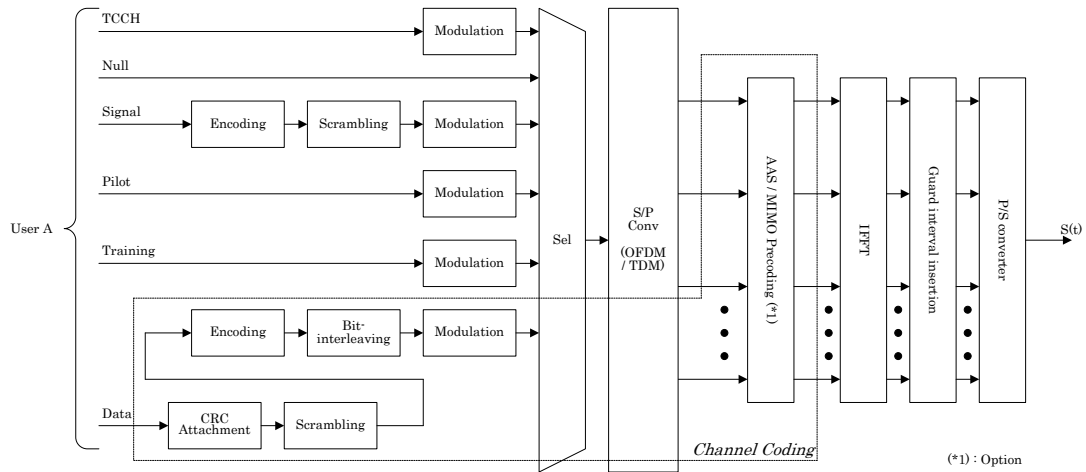 TCCH
Modulation
Null
Signal
Encoding
Scrambling
Modulation
Pilot
Modulation
User A
Training
Modulation
Encoding
Bit-
interleaving
Modulation
Data
CRC
Attachment
Scrambling
Sel
S/P
Conv
(OFDM
/ TDM)
AAS / MIMO Precoding (*1)
IFFT
Guard interval insertion
P/S converter
S(t)
Channel Coding
(*1) : Option